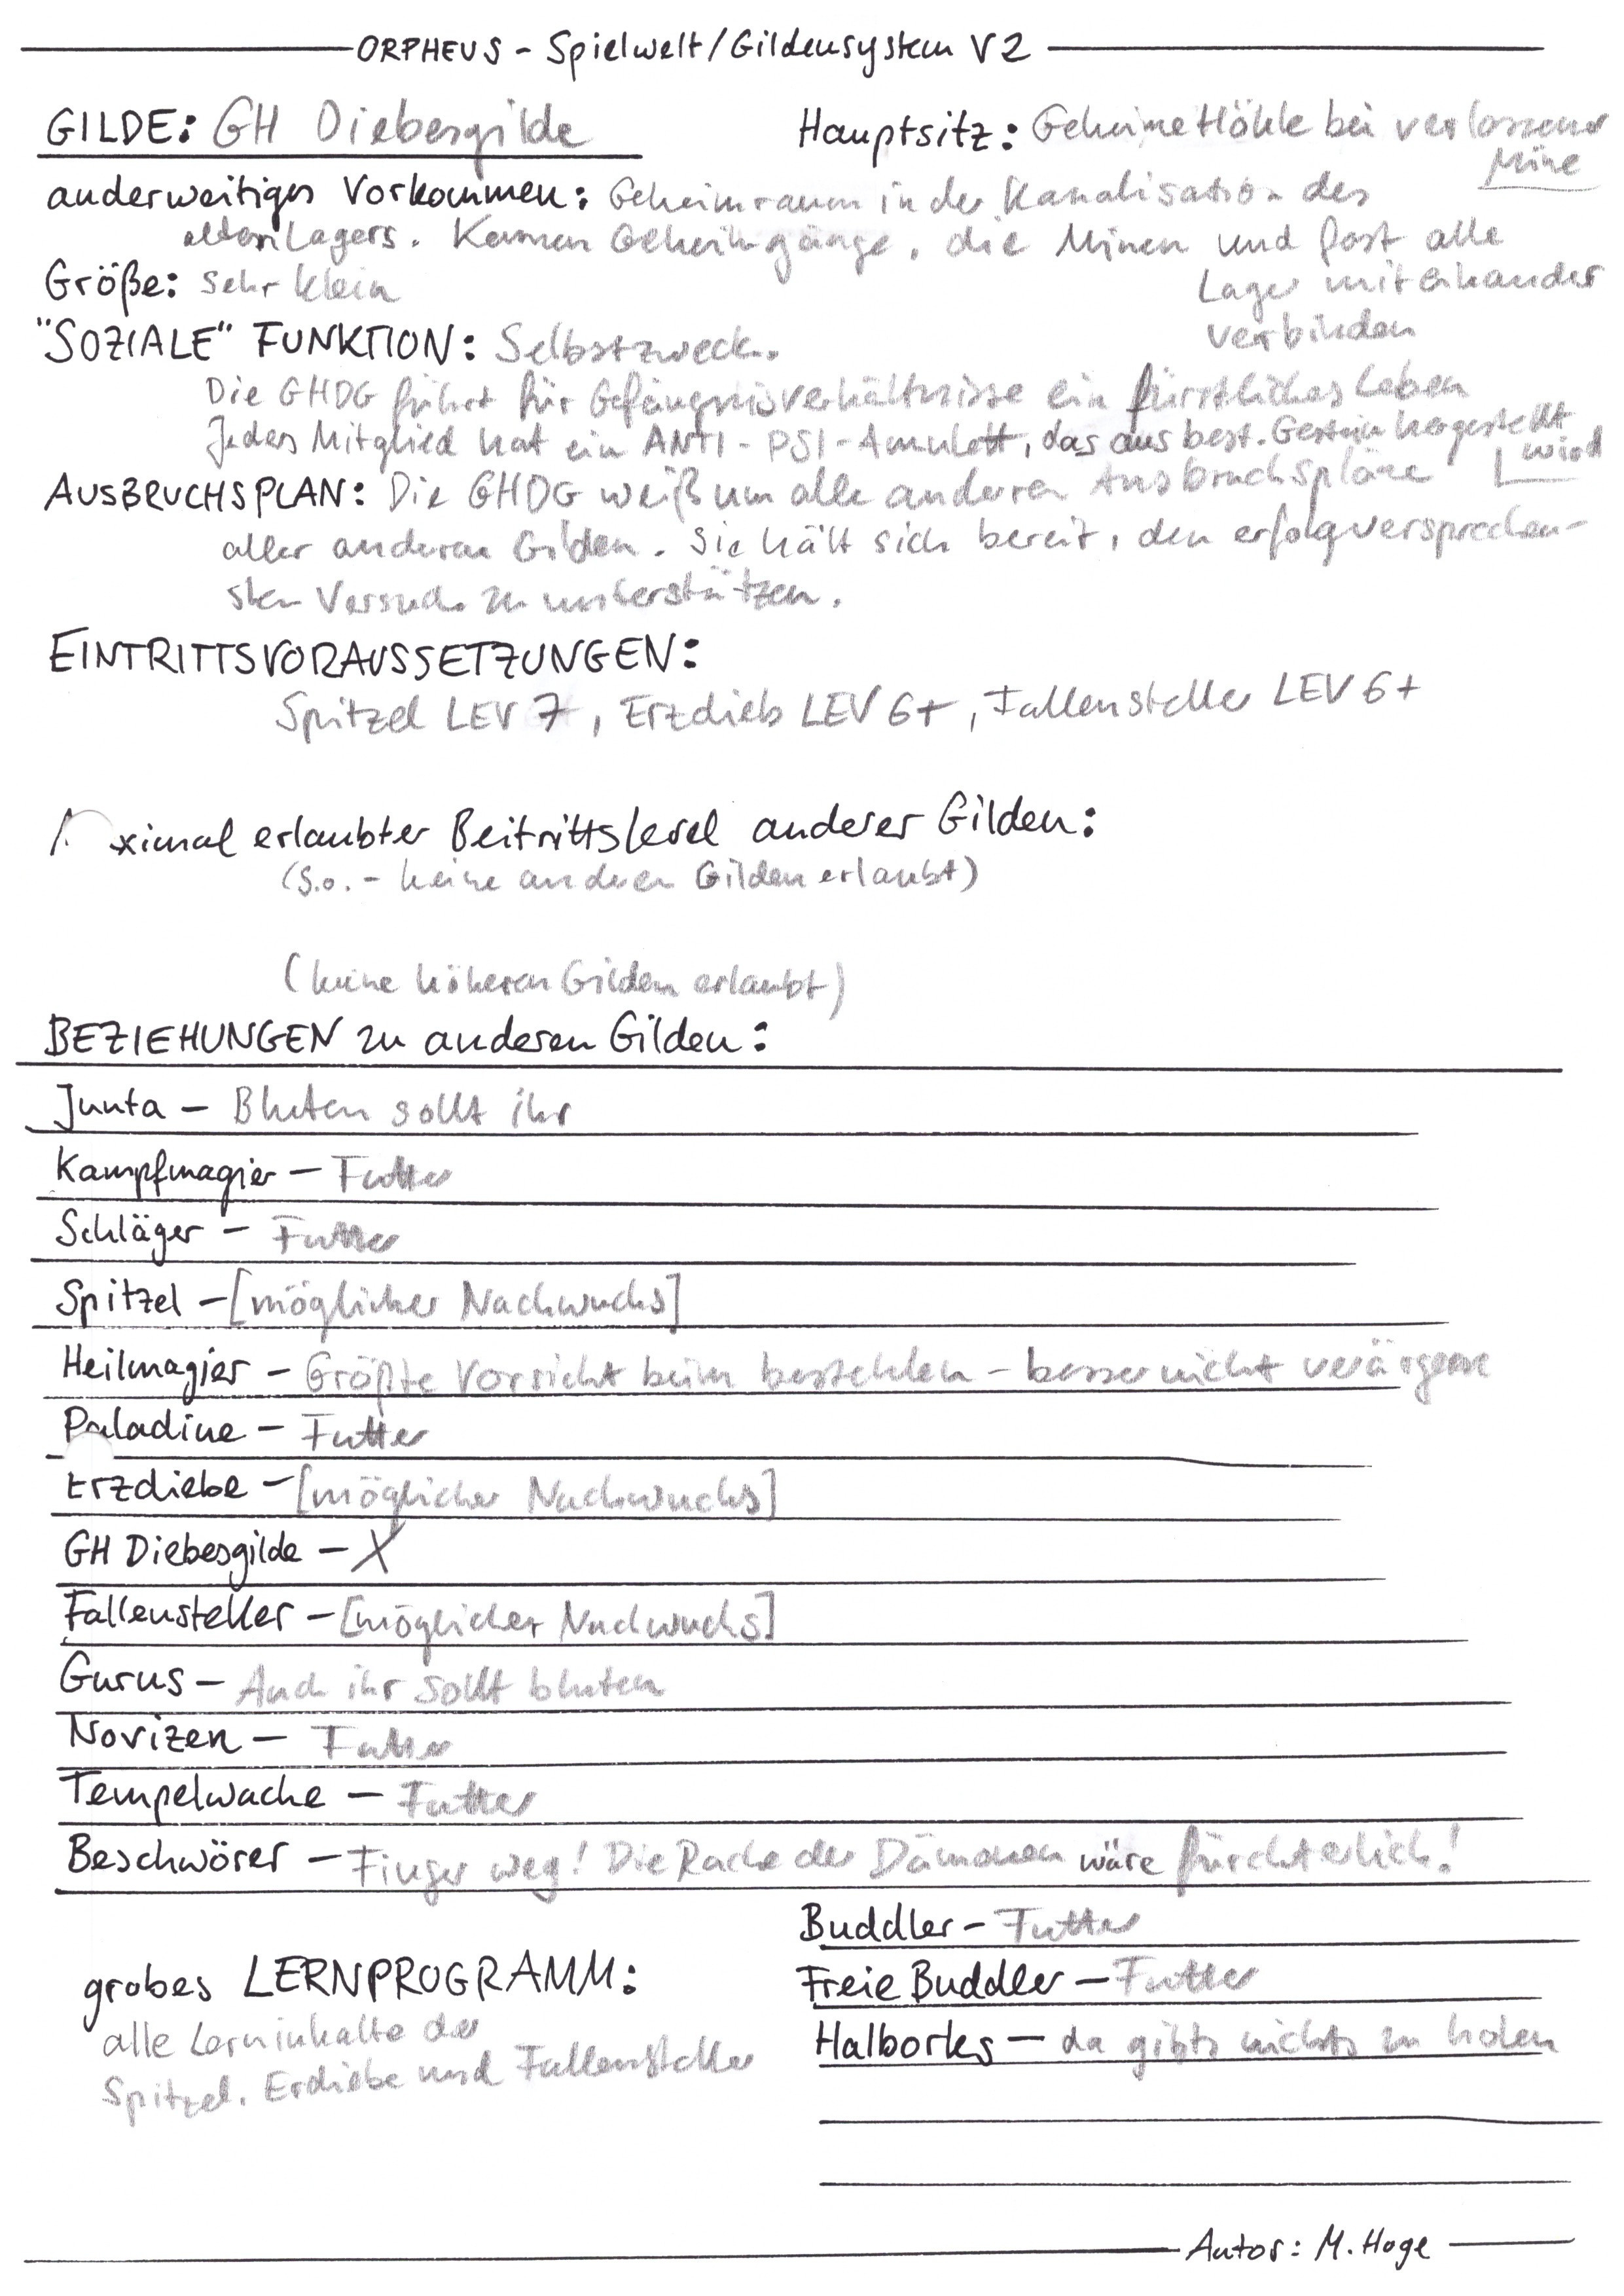 ORPHEUS - Spielwelt/Gildensystem V2
GILDE: GH Diebesgilde
Hauptsitz: Geheime Höhle bei verlassener
Mine
anderweitiges Vorkommen: Geheimraum in der Kanalisation des
alten Lagers. Kennen Geheimgänge, die Minen und fast alle
Lager miteinander
verbinden
Größe: sehr klein
"SOZIALE" FUNKTION: Selbstzweck.
Die GHDG führt für Gefängnisverhältnisse ein fürstliches Leben
Jedes Mitglied hat ein ANTI-PSI-Amulett, das aus best. Gestein hergestellt
wird
AUSBRUCHSPLAN: Die GHDG weiß um alle anderen Ausbruchspläne
aller anderen Gilden. Sie hält sich bereit, den erfolgversprechen-
sten Versuch zu unterstützen.
EINTRITTSVORAUSSETZUNGEN:
Spitzel LEV 7, Erzdieb LEV 6+, Fallensteller LEV 6+
ximal erlaubter Beitrittslevel anderer Gilden:
(s.o. - keine anderen Gilden erlaubt)
(keine höheren Gilden erlaubt)
BEZIEHUNGEN zu anderen Gilden:
Junta - Bluten sollt ihr
Kampfmagier - Futter
Schläger - Futter
Spitzel - [möglicher Nachwuchs]
Heilmagier - Größte Vorsicht beim bestehlen - besser nicht verärgern
Paladine - Futter
Erzdiebe - [möglicher Nachwuchs]
GH Diebesgilde - X
Fallensteller - [möglicher Nachwuchs]
Gurus - Auch ihr sollt bluten
Novizen - Futter
Tempelwache - Futter
Beschwörer - Finger weg! Die Rache der Dämonen wäre fürchterlich!
Buddler - Futter
Freie Buddler - Futter
Halborks - da gibts nichts zu holen
grobes LERNPROGRAMM:
alle Lerninhalte der
Spitzel, Erdiebe und Fallensteller
Autor: M. Hoge